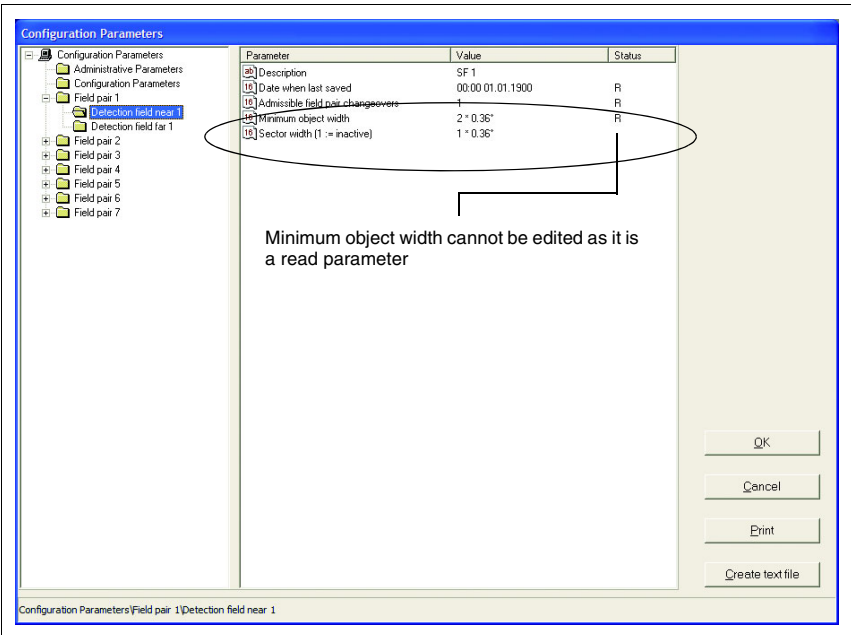 Configuration Parameters
Configuration Parameters
Administrative Parameters
Configuration Parameters
Field pair 1
Detection field near 1
Detection field far 1
Field pair 2
Field pair 3
Field pair 4
Field pair 5
Field pair 6
Field pair 7
Parameter Value Status
ab Description SF 1
16 Date when last saved 00:00 01.01.1900 R
16 Admissible field pair changeovers 1 R
16 Minimum object width 2 * 0.36° R
16 Sector width (1 := inactive) 1 * 0.36°
Minimum object width cannot be edited as it is
a read parameter
OK
Cancel
Print
Create text file
Configuration Parameters\Field pair 1\Detection field near 1